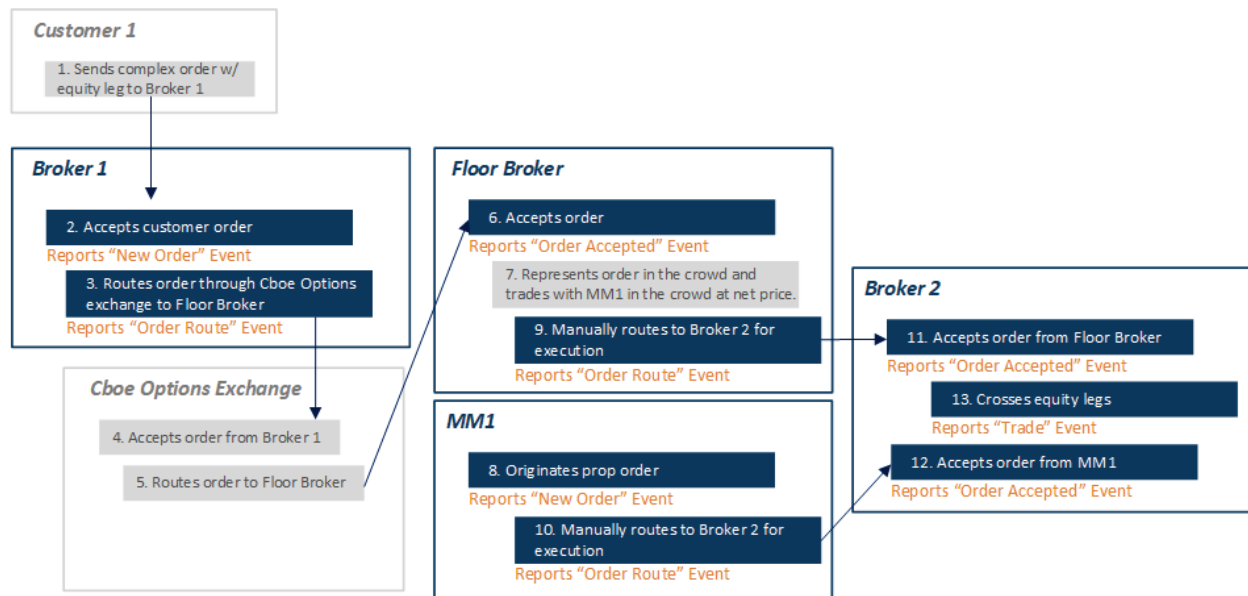 Customer 1
1. Sends complex order w/
equity leg to Broker 1
Broker 1
2. Accepts customer order
Reports “New Order” Event
3. Routes order through Cboe Options
exchange to Floor Broker
Reports “Order Route” Event
Cboe Options Exchange
4. Accepts order from Broker 1
5. Routes order to Floor Broker
Floor Broker
6. Accepts order
Reports “Order Accepted” Event
7. Represents order in the crowd and
trades with MM1 in the crowd at net price.
9. Manually routes to Broker 2 for
execution
Reports “Order Route” Event
MM1
8. Originates prop order
Reports “New Order” Event
10. Manually routes to Broker 2 for
execution
Reports “Order Route” Event
Broker 2
11. Accepts order from Floor Broker
Reports “Order Accepted” Event
13. Crosses equity legs
Reports “Trade” Event
12. Accepts order from MM1
Reports “Order Accepted” Event